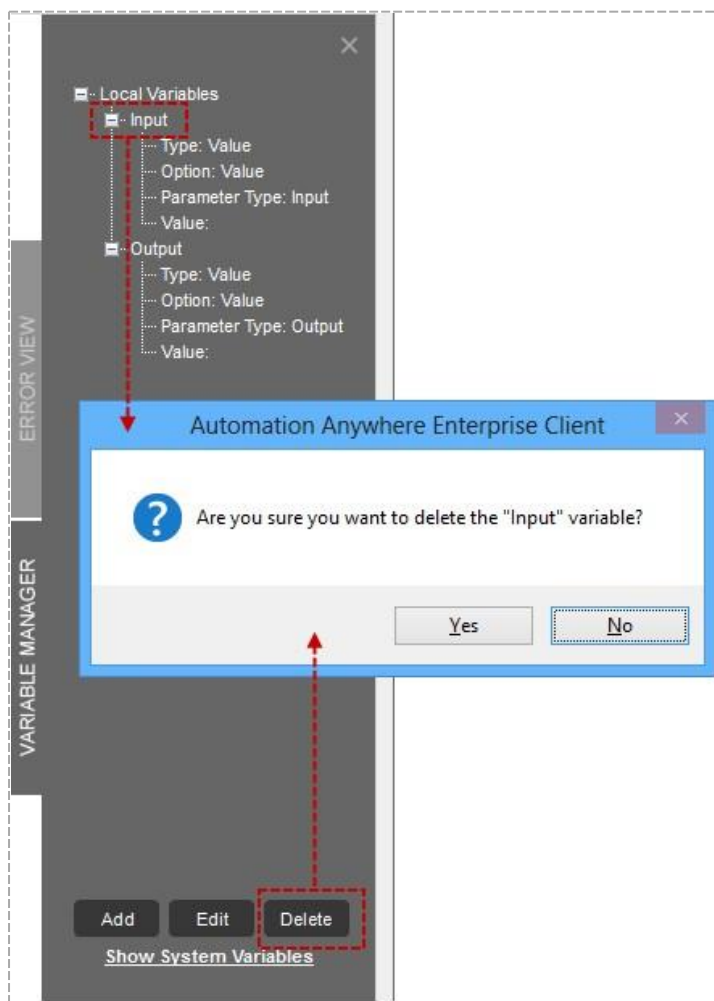 Local Variables
Input
Type: Value
Option: Value
Parameter Type: Input
Value:
Output
Type: Value
Option: Value
Parameter Type: Output
Value:
ERROR VIEW
Automation Anywhere Enterprise Client
Are you sure you want to delete the "Input" variable?
Yes No
VARIABLE MANAGER
Add Edit Delete
Show System Variables